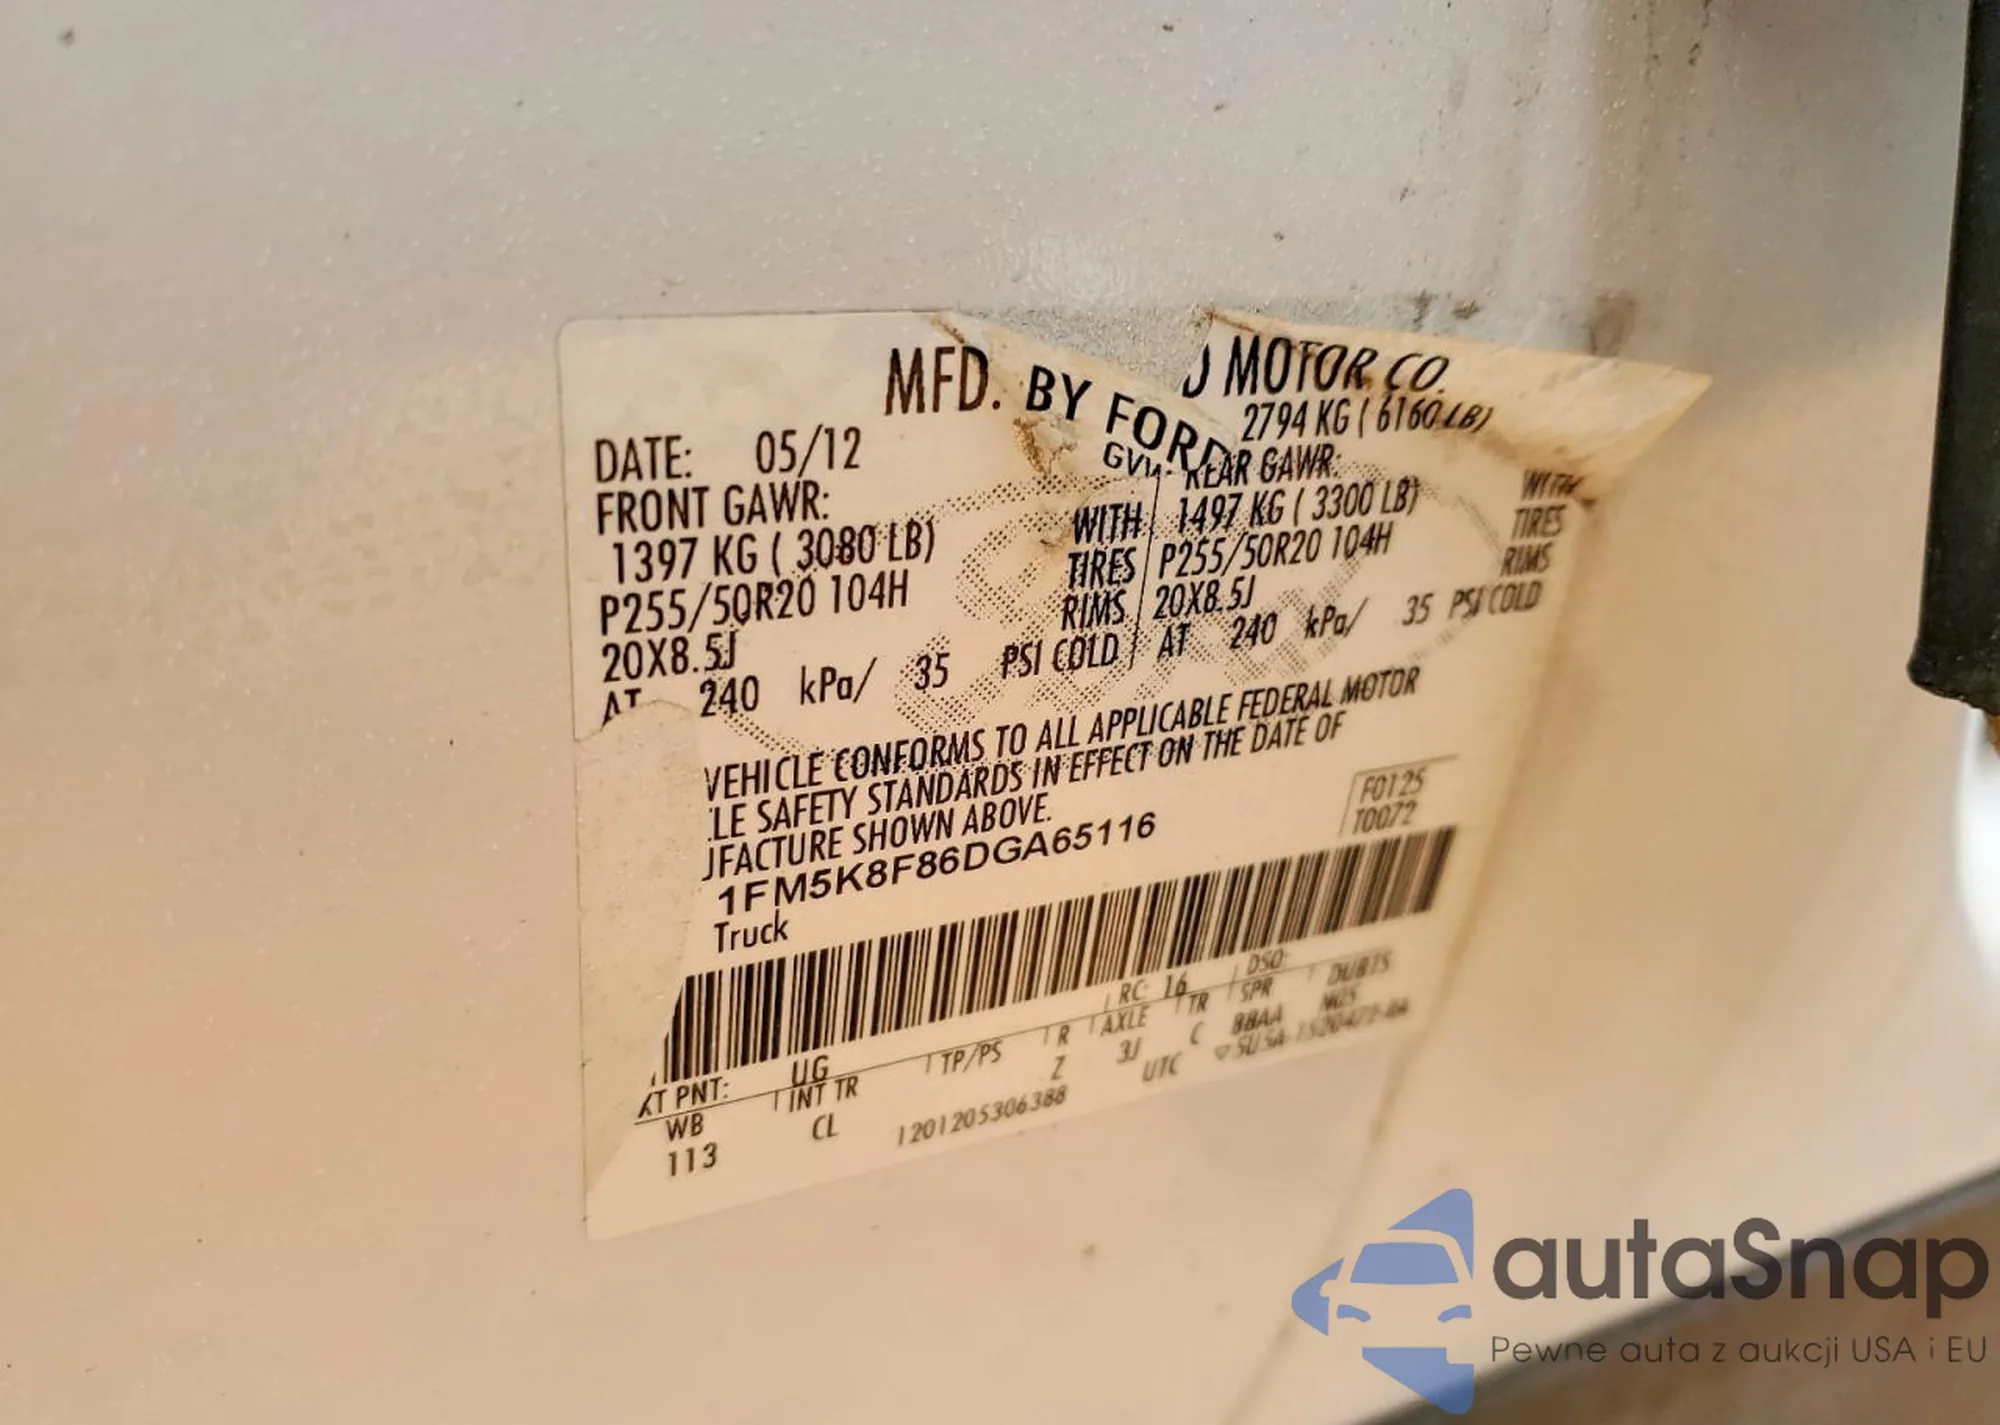 MFD. BY FORD MOTOR CO.
DATE: 05/12
2794 KG ( 6160 LB)
FRONT GAWR:
REAR GAWR:
1397 KG ( 3080 LB) WITH
1497 KG ( 3300 LB) WITH
P255/50R20 104H TIRES
P255/50R20 104H TIRES
20X8.5J RIMS
20X8.5J RIMS
AT 240 kPa/ 35 PSI COLD
AT 240 kPa/ 35 PSI COLD
VEHICLE CONFORMS TO ALL APPLICABLE FEDERAL MOTOR
LE SAFETY STANDARDS IN EFFECT ON THE DATE OF
FACTURE SHOWN ABOVE.
1FM5K8F86DGA65116
F0125
T0072
Truck
RC: 16 DSO:
XT PNT: UG
WB INT TR TP/PS R AXLE TR SPR
113 CL Z 3J C 88AA
1201205306388 UTC
autaSnap
Pewne auta z aukcji USA i EU